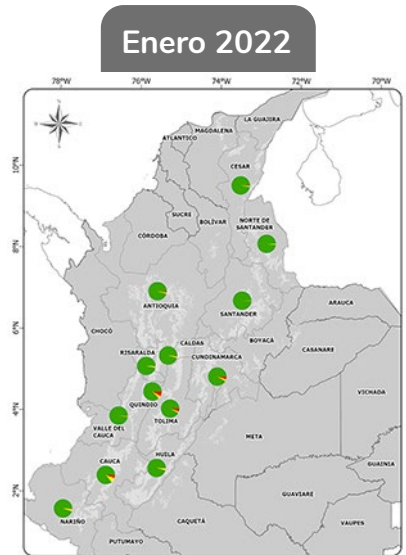 Enero 2022
78°W 76°W 74°W 72°W 70°W
LA GUAJIRA
MAGDALENA
ATLANTICO
10°N
CESAR
SUCRE
BOLÍVAR
NORTE DE
SANTANDER
CÓRDOBA
8°N
ANTIOQUIA
SANTANDER
ARAUCA
6°N
CHOCÓ
BOYACÁ
CALDAS
RISARALDA
CUNDINAMARCA
CASANARE
VICHADA
QUINDIO
4°N
TOLIMA
VALLE DEL
CAUCA
META
HUILA
CAUCA
GUAINIA
2°N
GUAVIARE
NARIÑO
CAQUETÁ
VAUPES
PUTUMAYO